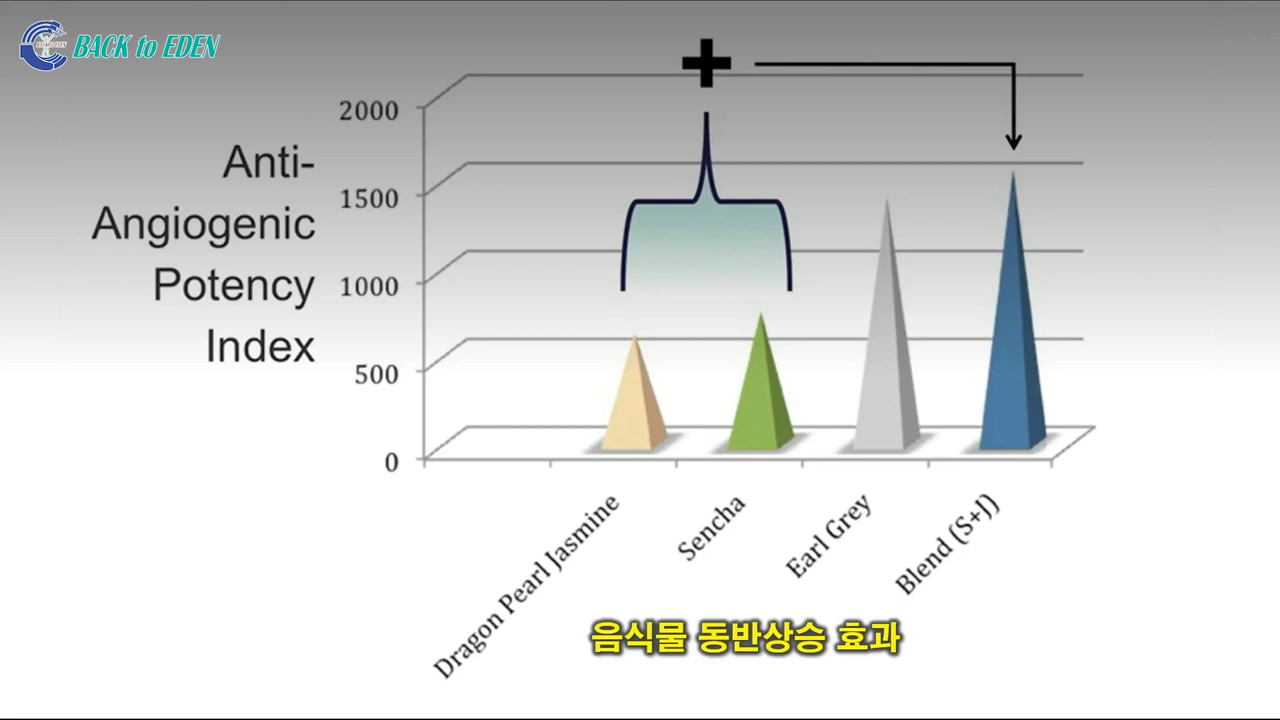 BACK to EDEN
Anti-
Angiogenic
Potency
Index
2000
1500
1000
500
0
Dragon Pearl Jasmine
Sencha
Earl Grey
Blend (S+J)
음식물 동반상승 효과